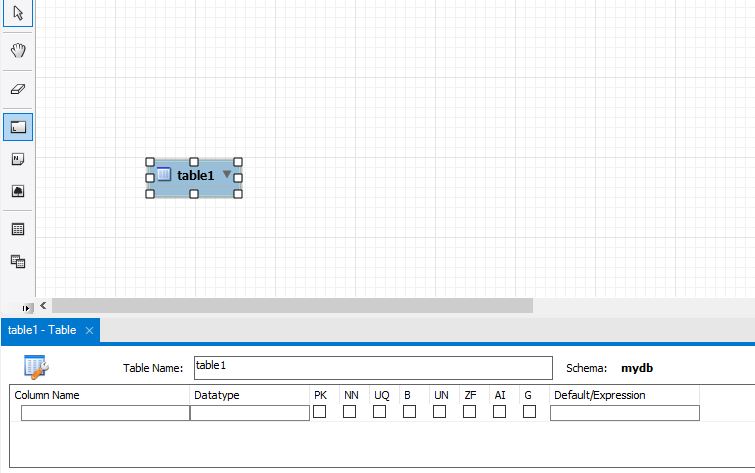 table1
table1 - Table
Table Name: table1 Schema: mydb
Column Name Datatype PK NN UQ B UN ZF AI G Default/Expression